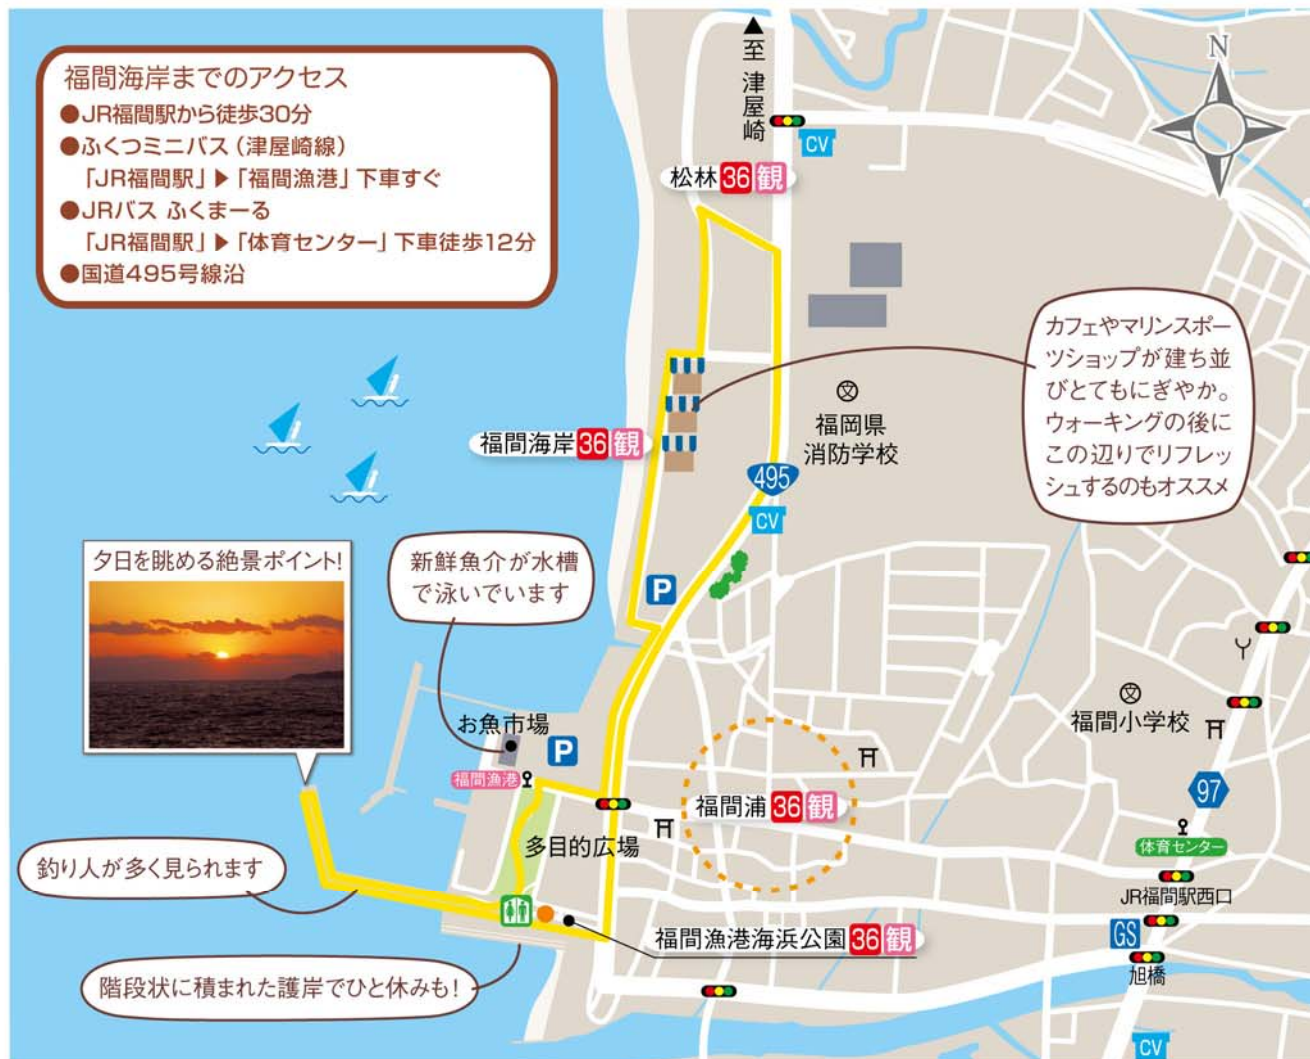 福間海岸までのアクセス
●JR福間駅から徒歩30分
●ふくつミニバス（津屋崎線）
「JR福間駅」▶「福間漁港」下車すぐ
●JRバス ふくまーる
「JR福間駅」▶「体育センター」下車徒歩12分
●国道495号線沿
▲至 津屋崎
N
CV
松林 36 観
カフェやマリンスポー
ツショップが建ち並
びとてもにぎやか。
ウォーキングの後に
この辺りでリフレッ
シュするのもオススメ
文
福岡県
消防学校
福間海岸 36 観
495
CV
夕日を眺める絶景ポイント!
新鮮魚介が水槽
で泳いでいます
P
文
福間小学校
お魚市場
P
福間漁港
福間浦 36 観
97
多目的広場
体育センター
釣り人が多く見られます
JR福間駅西口
福間漁港海浜公園 36 観
GS
旭橋
階段状に積まれた護岸でひと休みも!
CV